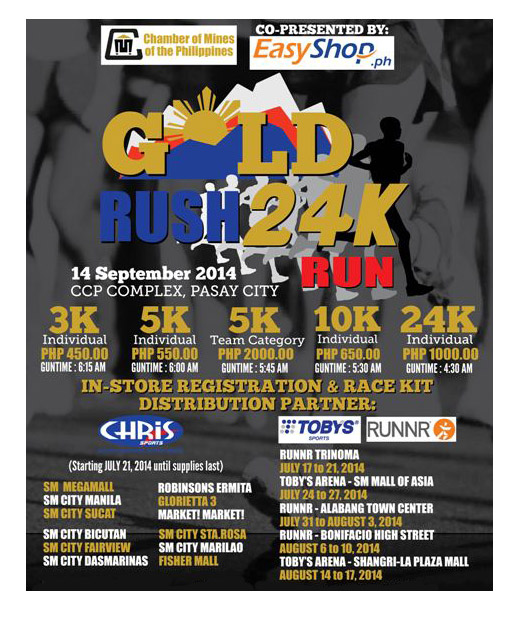 Chamber of Mines
of the Philippines
CO-PRESENTED BY:
EasyShop.ph
GOLD
RUSH 24K
RUN
14 September 2014
CCP COMPLEX, PASAY CITY
3K
Individual
PHP 450.00
GUNTIME : 6:15 AM
5K
Individual
PHP 550.00
GUNTIME : 6:00 AM
5K
Team Category
PHP 2000.00
GUNTIME : 5:45 AM
10K
Individual
PHP 650.00
GUNTIME : 5:30 AM
24K
Individual
PHP 1000.00
GUNTIME : 4:30 AM
IN-STORE REGISTRATION & RACE KIT
DISTRIBUTION PARTNER:
CHRIS
SPORTS
(Starting JULY 21, 2014 until supplies last)
SM MEGAMALL
SM CITY MANILA
SM CITY SUCAT
SM CITY BICUTAN
SM CITY FAIRVIEW
SM CITY DASMARINAS
ROBINSONS ERMITA
GLORIETTA 3
MARKET! MARKET!
SM CITY STA.ROSA
SM CITY MARILAO
FISHER MALL
TOBY'S
SPORTS
RUNNR
RUNNR TRINOMA
JULY 17 to 21, 2014
TOBY'S ARENA - SM MALL OF ASIA
JULY 24 to 27, 2014
RUNNR - ALABANG TOWN CENTER
JULY 31 to AUGUST 3, 2014
RUNNR - BONIFACIO HIGH STREET
AUGUST 6 to 10, 2014
TOBY'S ARENA - SHANGRI-LA PLAZA MALL
AUGUST 14 to 17, 2014